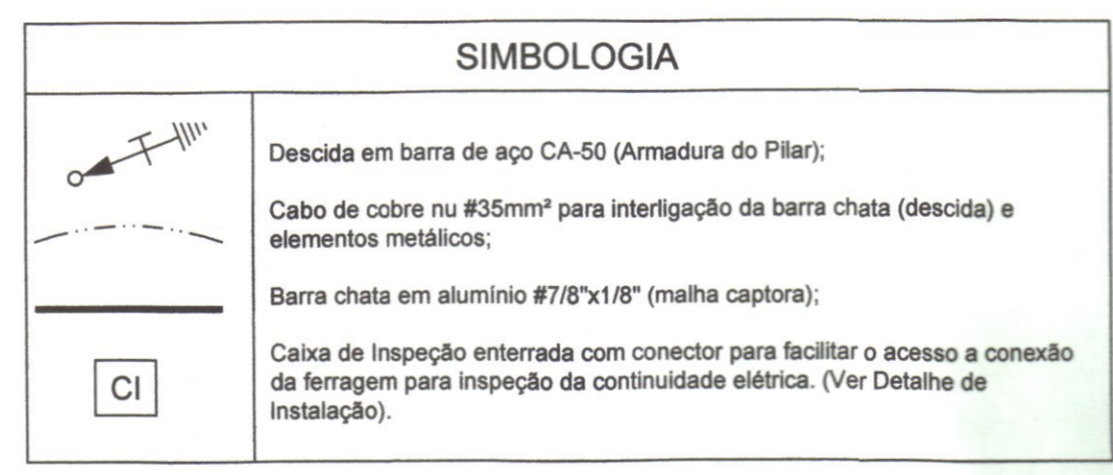 SIMBOLOGIA
Descida em barra de aço CA-50 (Armadura do Pilar);
Cabo de cobre nu #35mm² para interligação da barra chata (descida) e
elementos metálicos;
Barra chata em alumínio #7/8"x1/8" (malha captora);
CI
Caixa de Inspeção enterrada com conector para facilitar o acesso a conexão
da ferragem para inspeção da continuidade elétrica. (Ver Detalhe de
Instalação).